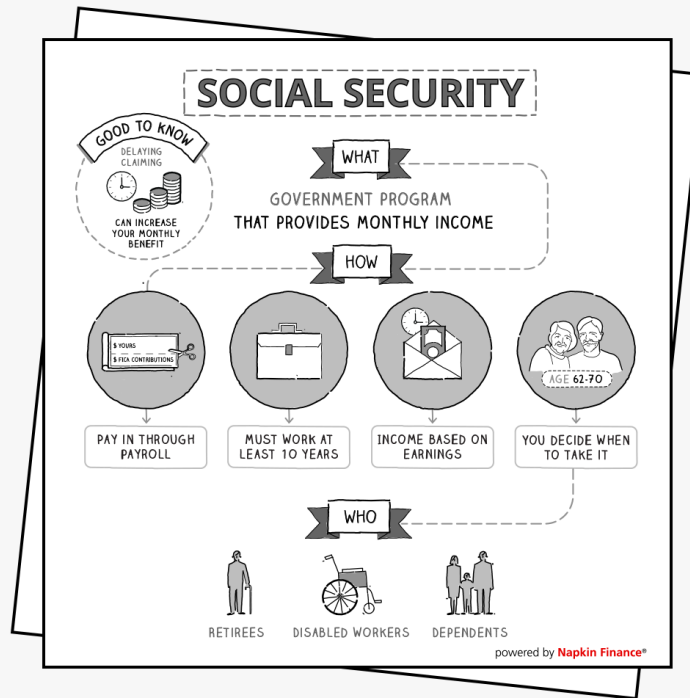 SOCIAL SECURITY
GOOD TO KNOW
DELAYING
CLAIMING
CAN INCREASE
YOUR MONTHLY
BENEFIT
WHAT
GOVERNMENT PROGRAM
THAT PROVIDES MONTHLY INCOME
HOW
$ YOURS
$ FICA CONTRIBUTIONS
PAY IN THROUGH
PAYROLL
MUST WORK AT
LEAST 10 YEARS
INCOME BASED ON
EARNINGS
AGE 62-70
YOU DECIDE WHEN
TO TAKE IT
WHO
RETIREES
DISABLED WORKERS
DEPENDENTS
powered by Napkin Finance®